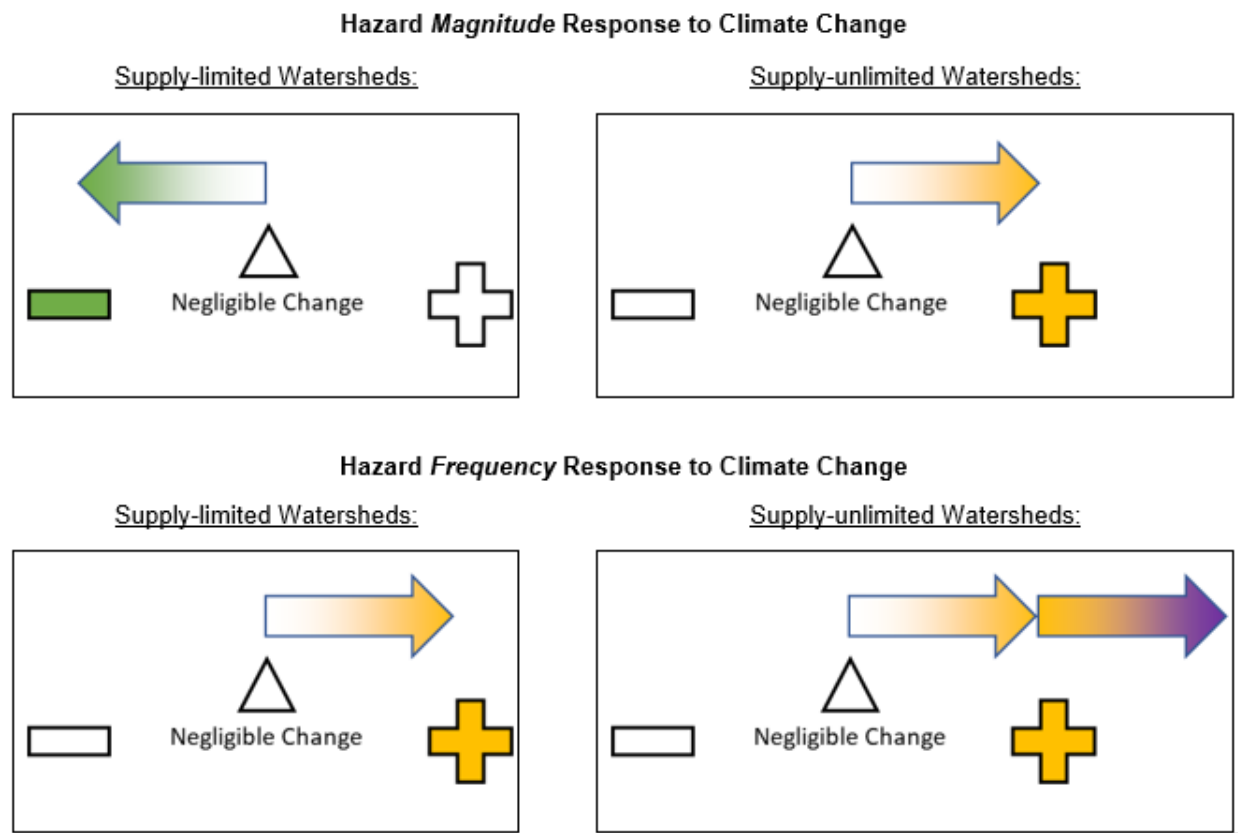 Hazard Magnitude Response to Climate Change
Supply-limited Watersheds:
Supply-unlimited Watersheds:
Negligible Change
Negligible Change
Hazard Frequency Response to Climate Change
Supply-limited Watersheds:
Supply-unlimited Watersheds:
Negligible Change
Negligible Change